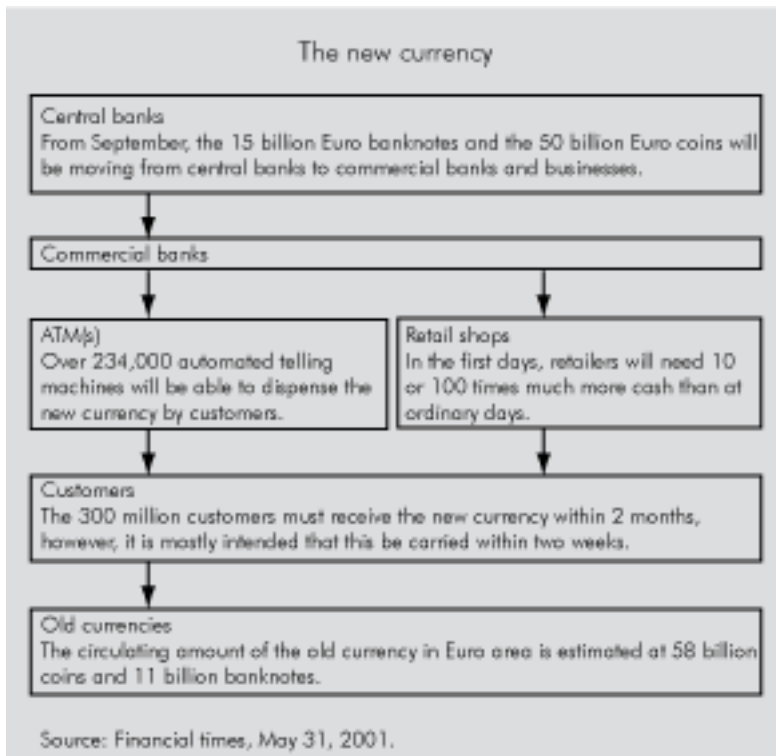 The new currency
Central banks
From September, the 15 billion Euro banknotes and the 50 billion Euro coins will
be moving from central banks to commercial banks and businesses.
Commercial banks
ATM(s)
Over 234,000 automated telling
machines will be able to dispense the
new currency by customers.
Retail shops
In the first days, retailers will need 10
or 100 times much more cash than at
ordinary days.
Customers
The 300 million customers must receive the new currency within 2 months,
however, it is mostly intended that this be carried within two weeks.
Old currencies
The circulating amount of the old currency in Euro area is estimated at 58 billion
coins and 11 billion banknotes.
Source: Financial times, May 31, 2001.